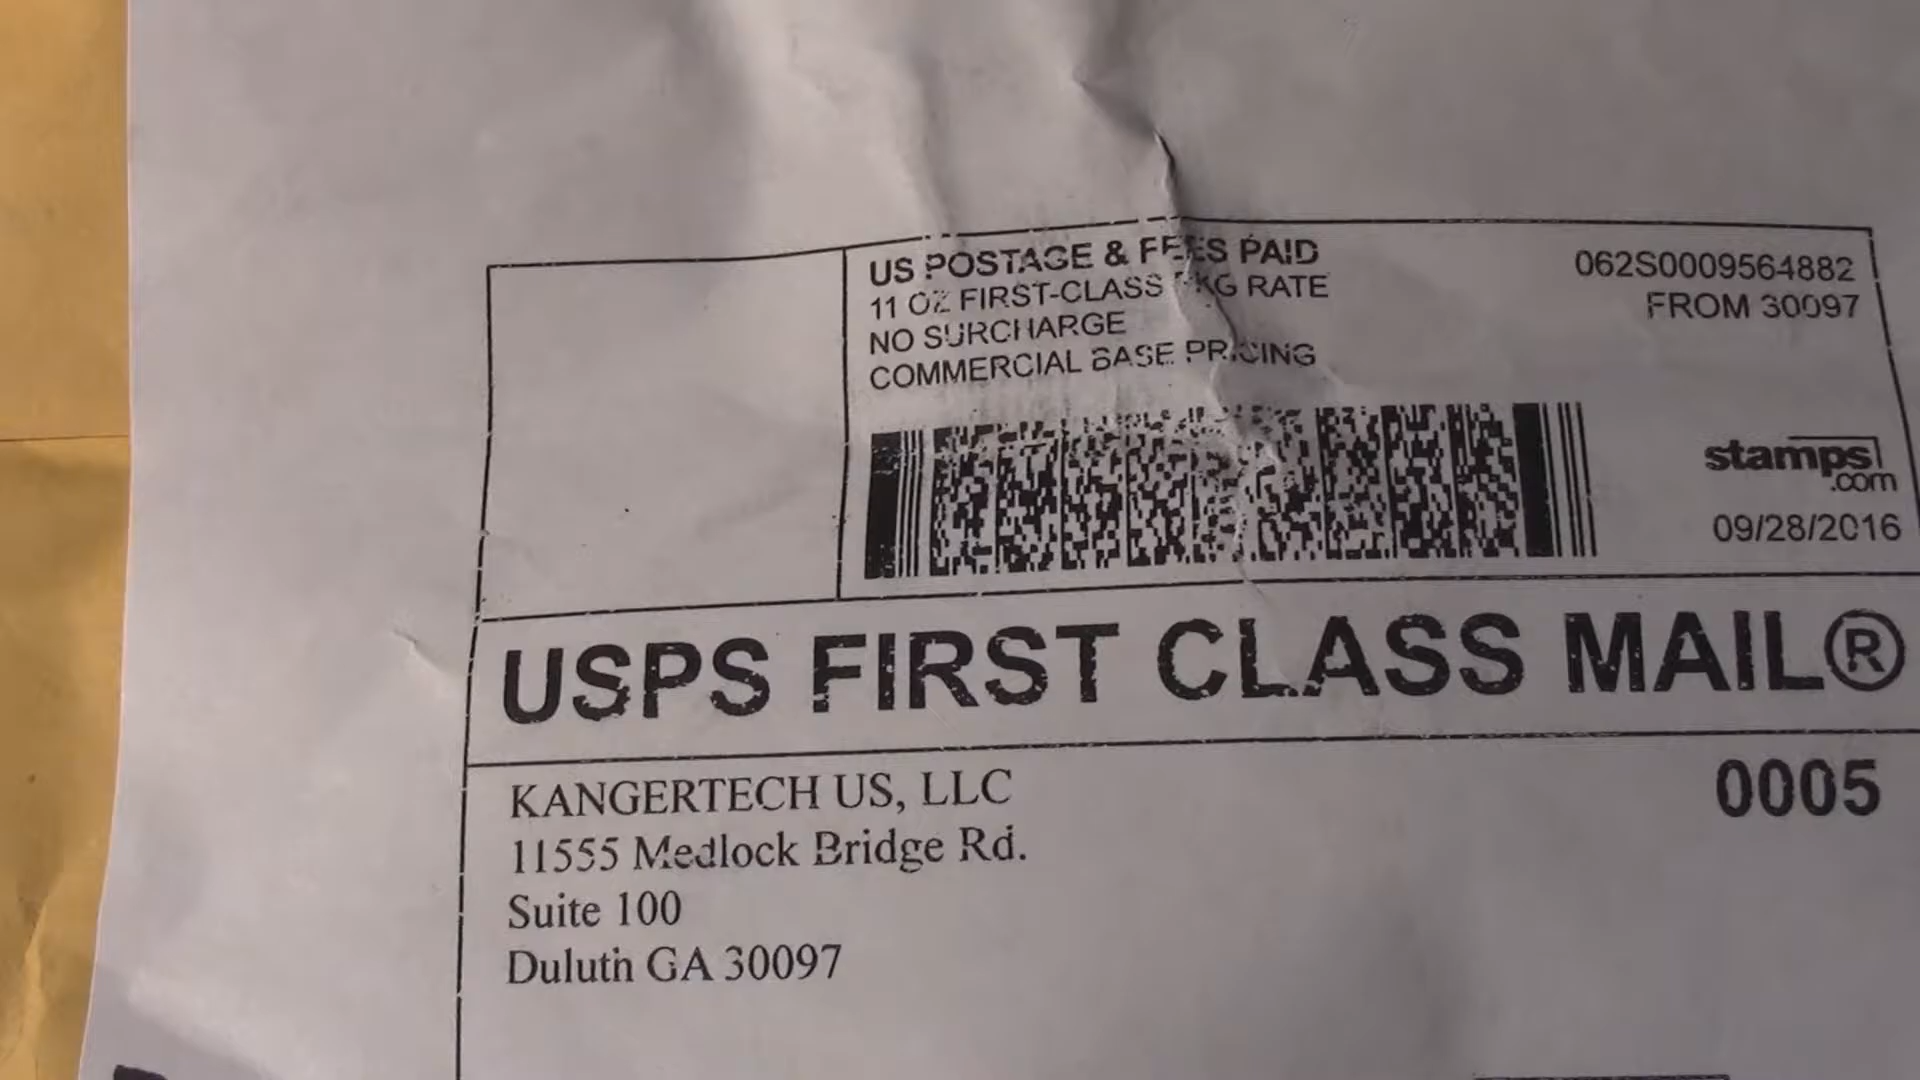 US POSTAGE & FEES PAID
11 OZ FIRST-CLASS PKG RATE
NO SURCHARGE
COMMERCIAL BASE PRICING
062S0009564882
FROM 30097
stamps
.com
09/28/2016
USPS FIRST CLASS MAIL®
KANGERTECH US, LLC
11555 Medlock Bridge Rd.
Suite 100
Duluth GA 30097
0005